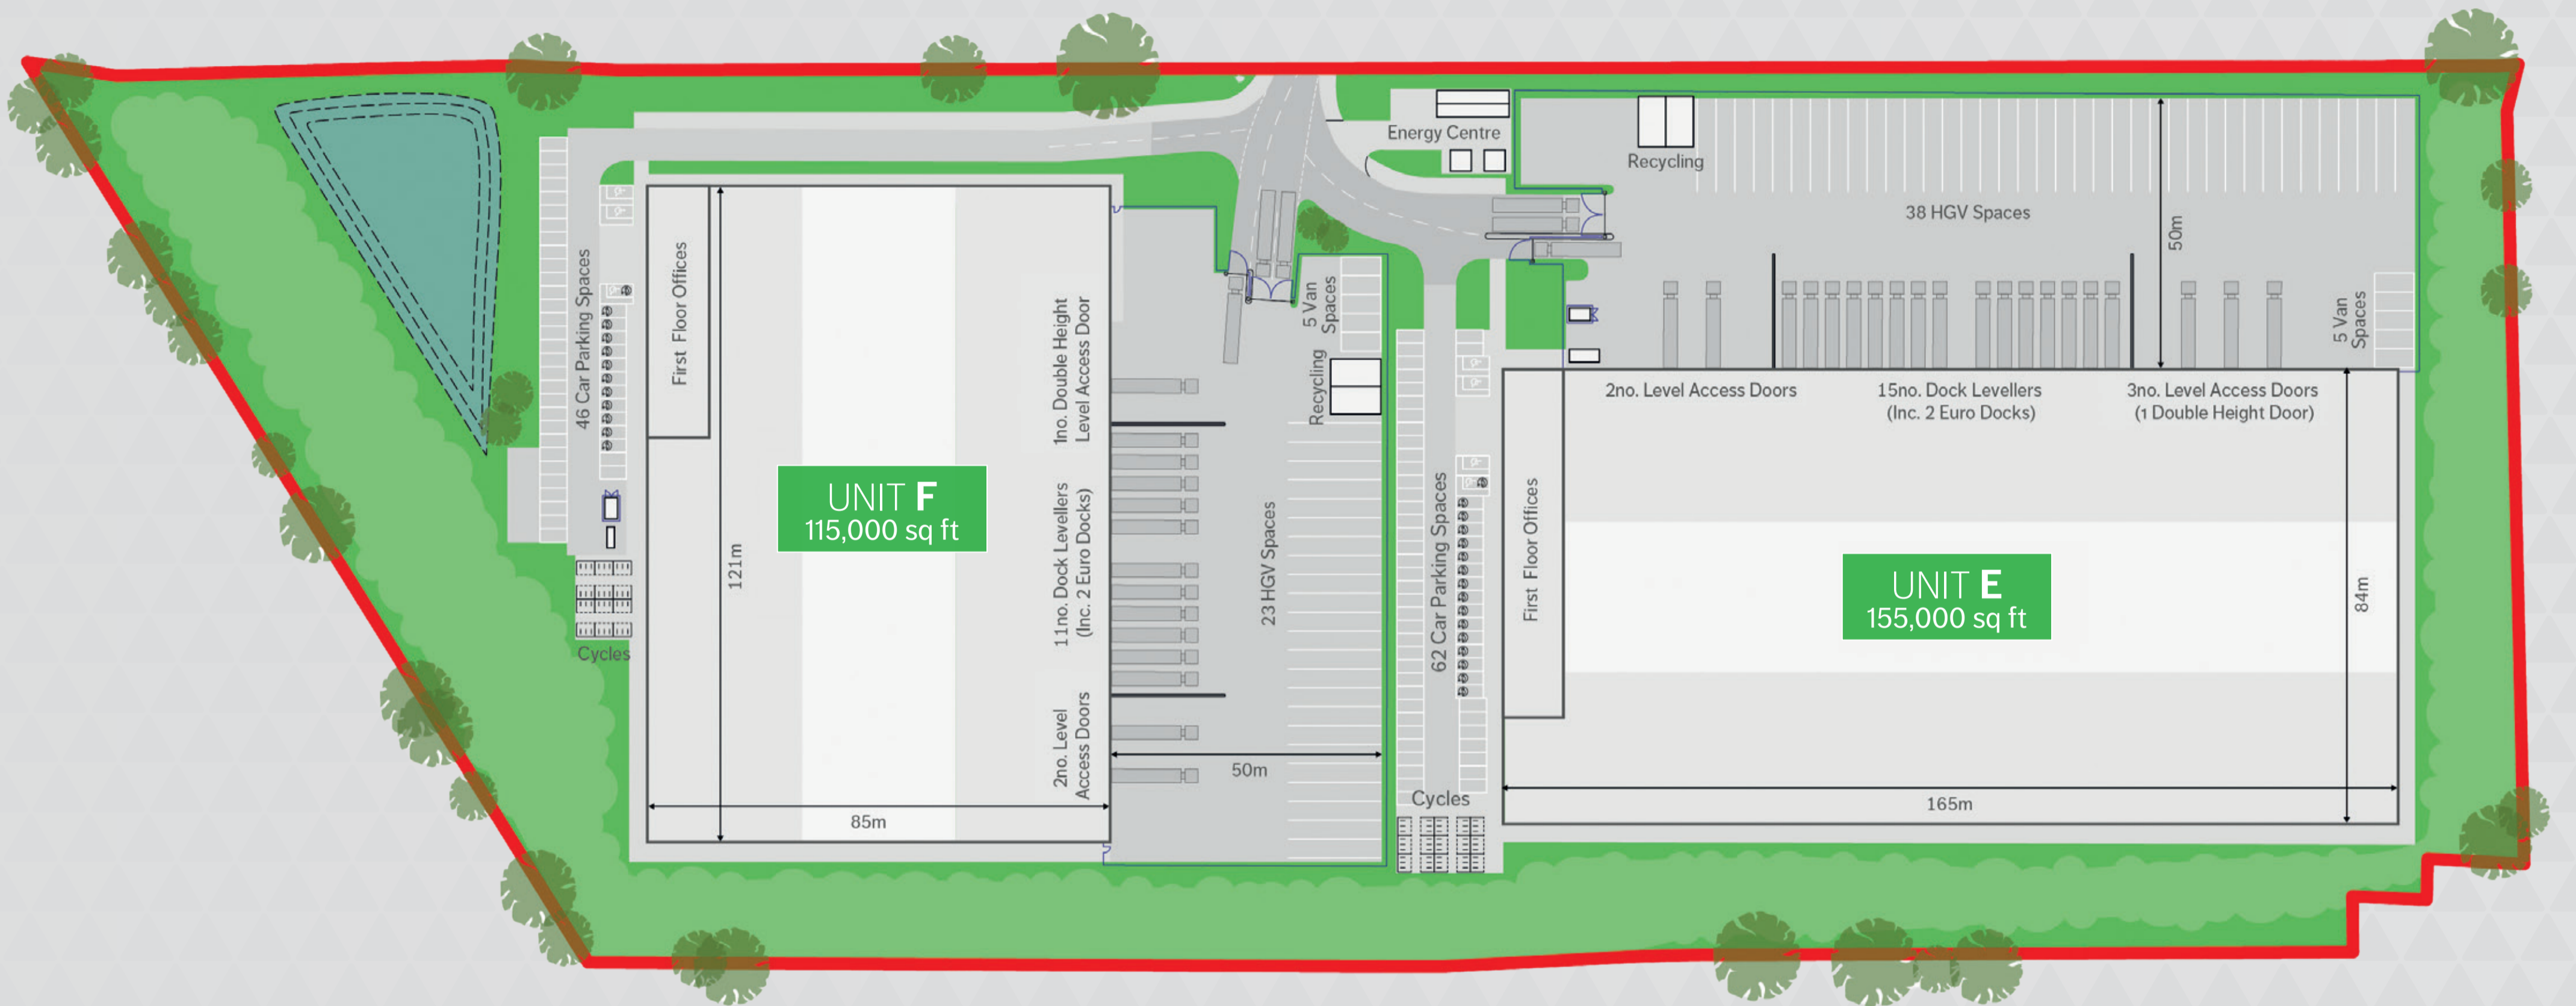 46 Car Parking Spaces
Cycles
First Floor Offices
121m
85m
UNIT F
115,000 sq ft
1no. Double Height
Level Access Door
11no. Dock Levellers
(Inc. 2 Euro Docks)
2no. Level
Access Doors
50m
23 HGV Spaces
5 Van
Spaces
Recycling
Energy Centre
62 Car Parking Spaces
Cycles
First Floor Offices
Recycling
38 HGV Spaces
50m
5 Van
Spaces
2no. Level Access Doors
15no. Dock Levellers
(Inc. 2 Euro Docks)
3no. Level Access Doors
(1 Double Height Door)
UNIT E
155,000 sq ft
84m
165m